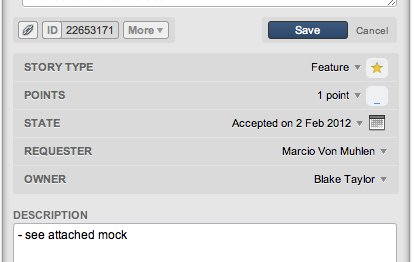 ID 22653171 More Save Cancel
STORY TYPE Feature
POINTS 1 point
STATE Accepted on 2 Feb 2012
REQUESTER Marcio Von Muhlen
OWNER Blake Taylor
DESCRIPTION
- see attached mock